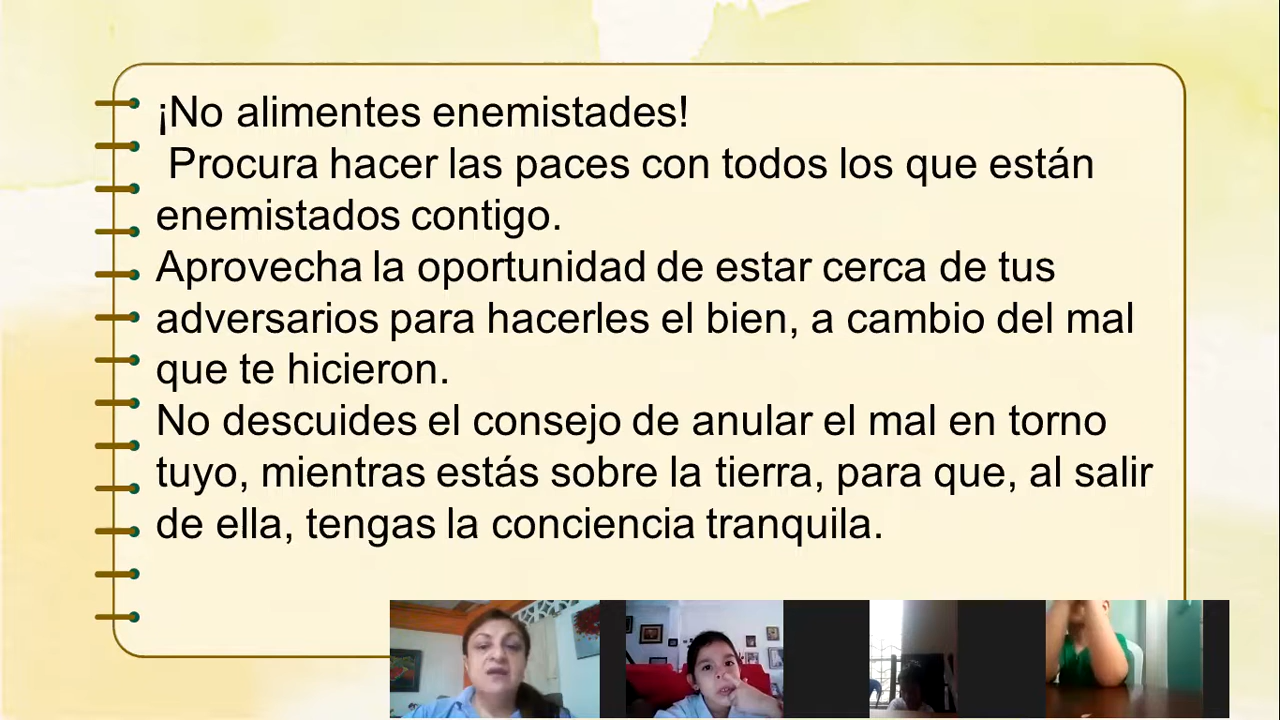 ¡No alimentes enemistades!
Procura hacer las paces con todos los que están
enemistados contigo.
Aprovecha la oportunidad de estar cerca de tus
adversarios para hacerles el bien, a cambio del mal
que te hicieron.
No descuides el consejo de anular el mal en torno
tuyo, mientras estás sobre la tierra, para que, al salir
de ella, tengas la conciencia tranquila.